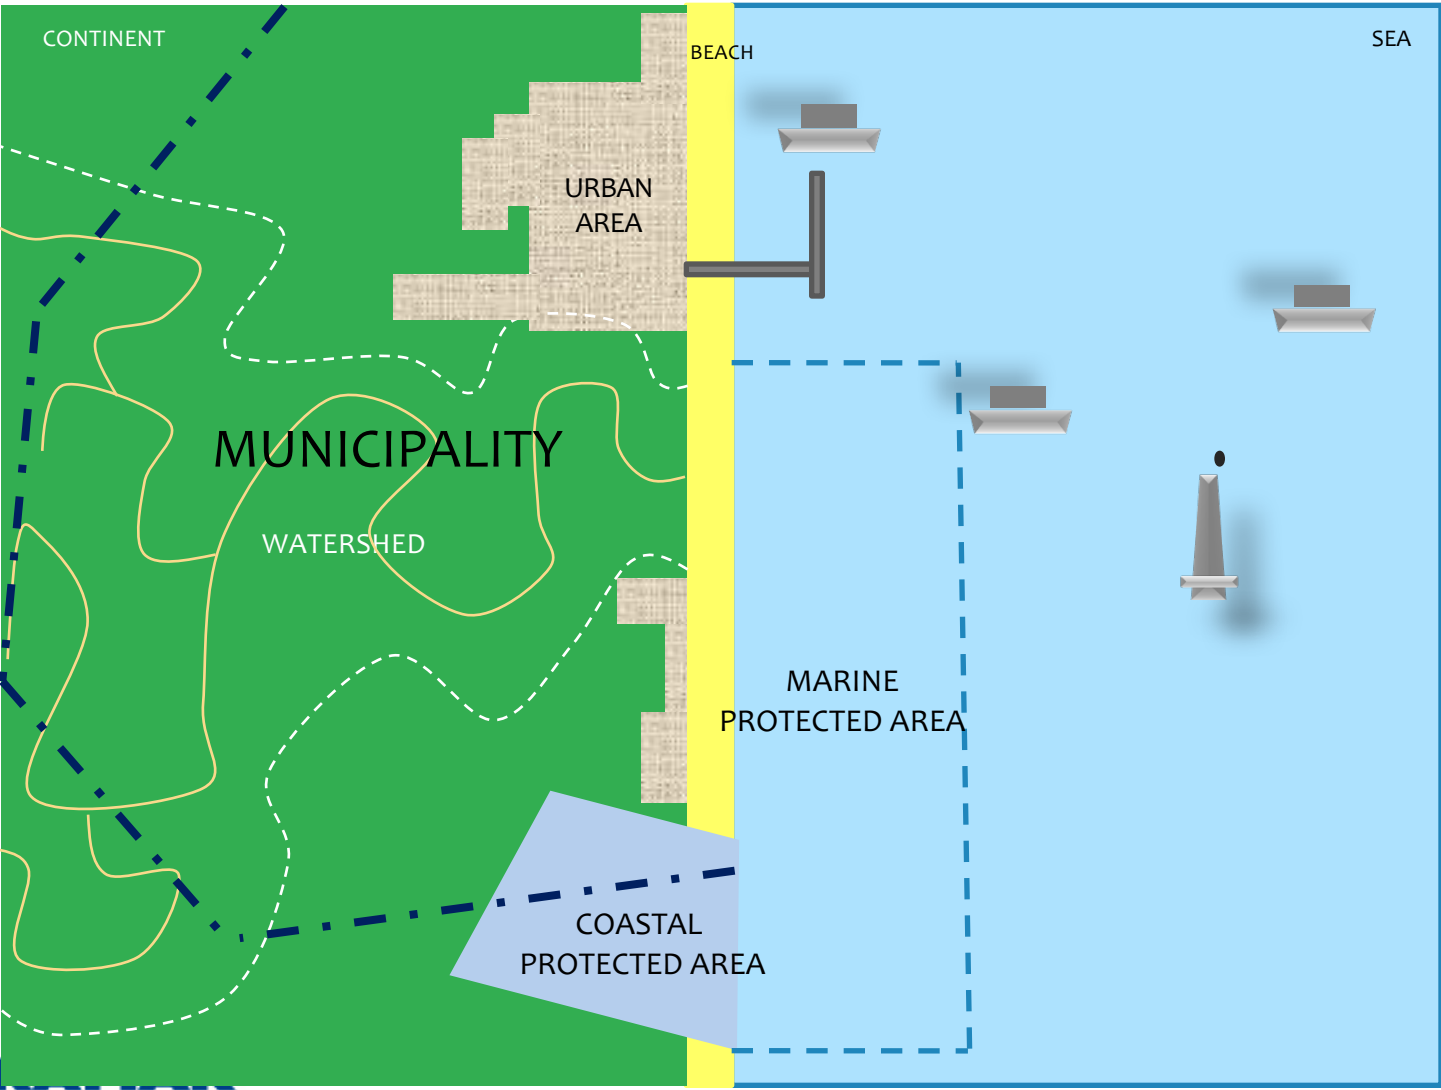 CONTINENT
BEACH
SEA
URBAN
AREA
MUNICIPALITY
WATERSHED
MARINE
PROTECTED AREA
COASTAL
PROTECTED AREA